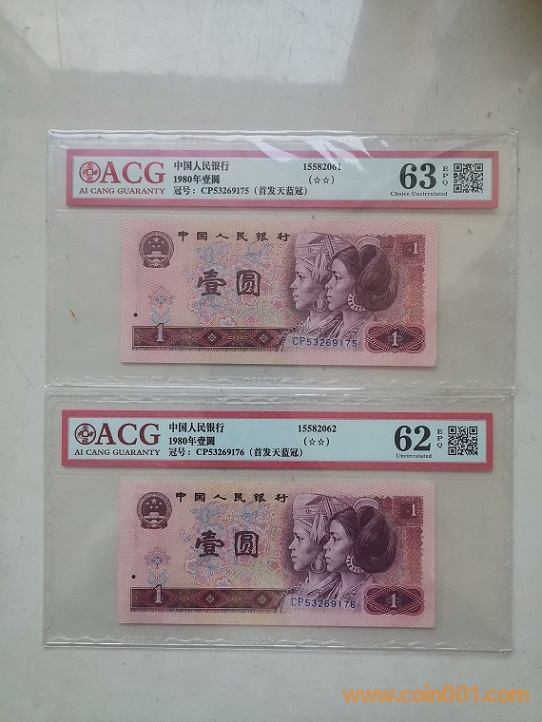 ACG
AI CANG GUARANTY
中国人民银行
1980年壹圆
冠号：CP53269175（首发天蓝冠）
15582061
(☆☆)
63
EPQ
Choice Uncirculated
中国人民银行
壹圆
1
1
1
CP53269175
ACG
AI CANG GUARANTY
中国人民银行
1980年壹圆
冠号：CP53269176（首发天蓝冠）
15582062
(☆☆)
62
EPQ
Uncirculated
中国人民银行
壹圆
1
1
1
CP53269176
www.coin001.com